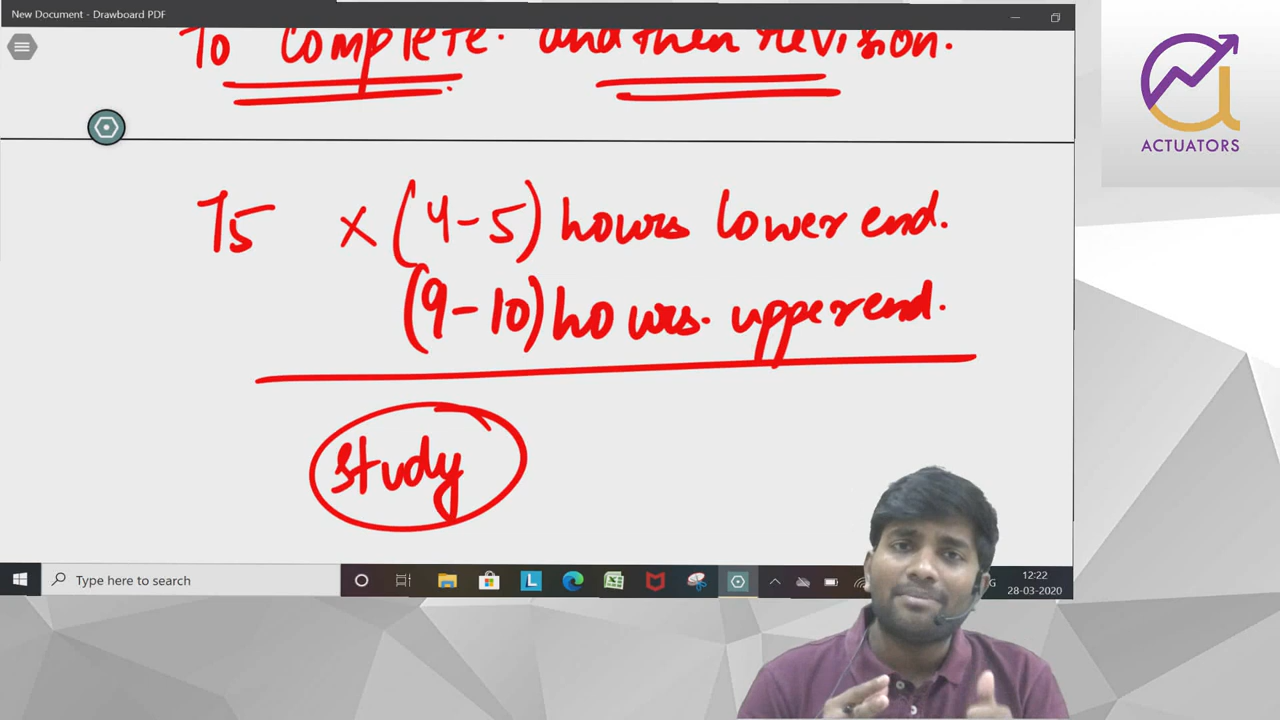 New Document - Drawboard PDF
To complete. and then revision.
ACTUATORS
75 × (4-5) hours lower end.
(9-10) hours. upper end.
Study
Type here to search
12:22
28-03-2020